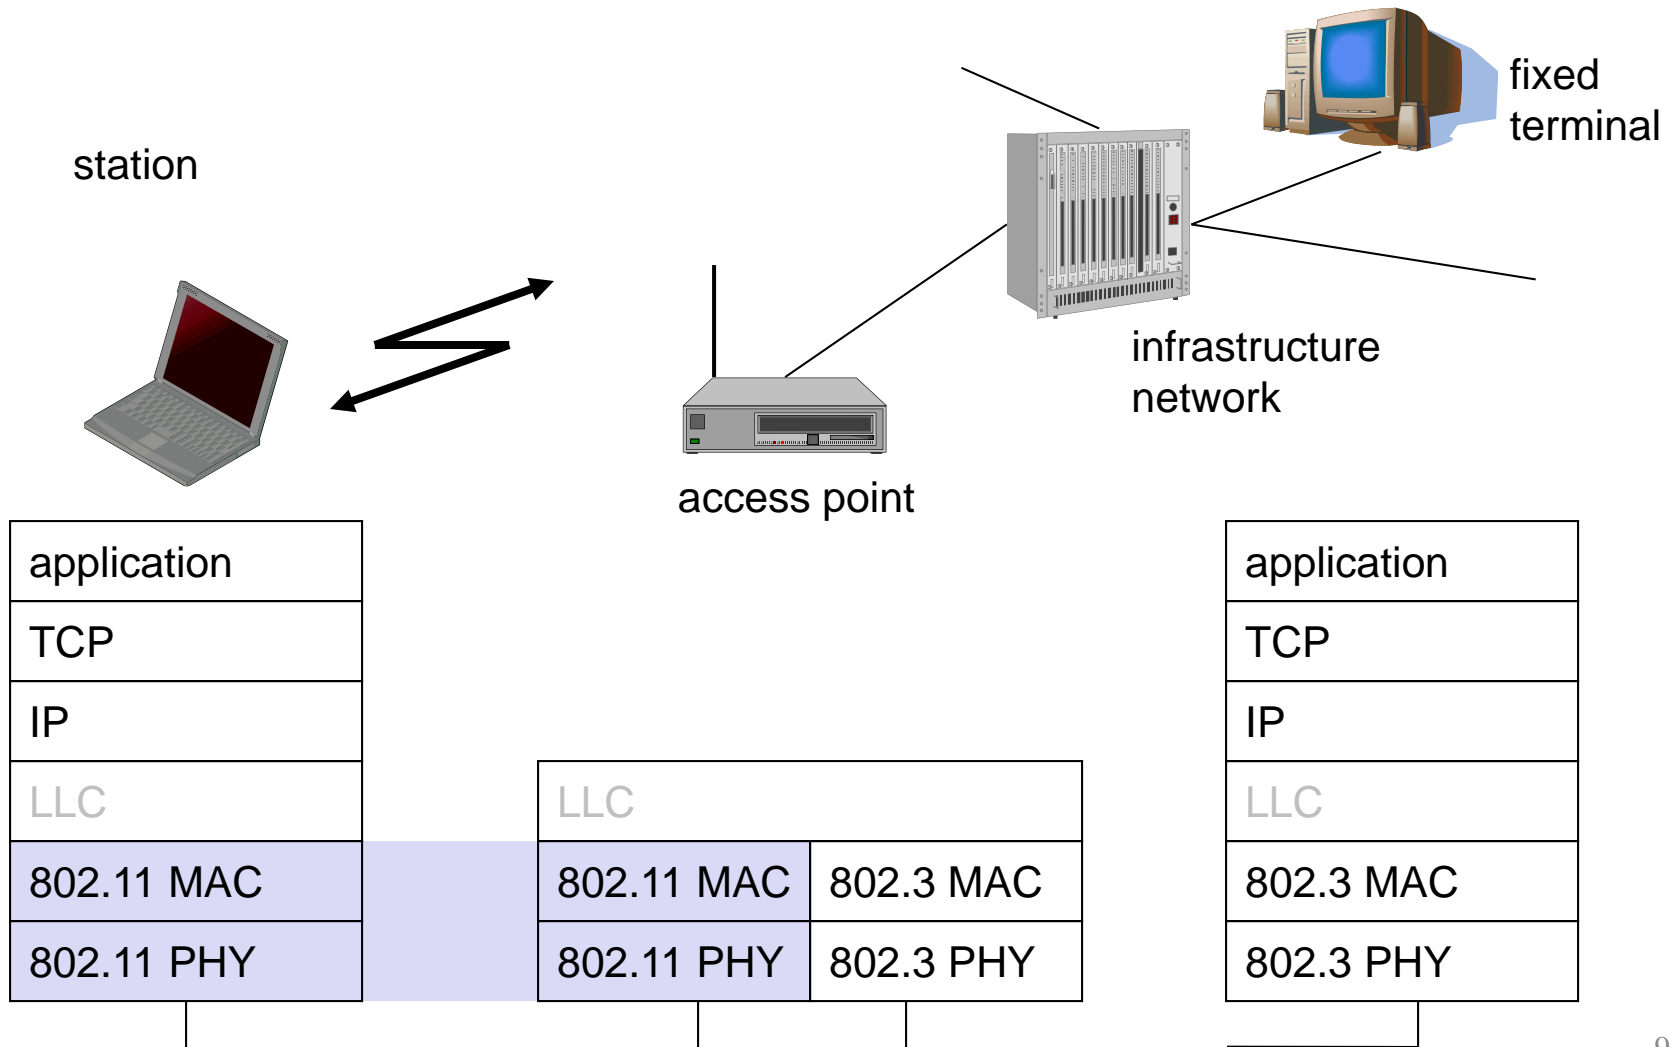 fixed
terminal
station
infrastructure
network
access point
application
TCP
IP
LLC
802.11 MAC
802.11 PHY
LLC
802.11 MAC
802.3 MAC
802.11 PHY
802.3 PHY
application
TCP
IP
LLC
802.3 MAC
802.3 PHY
9